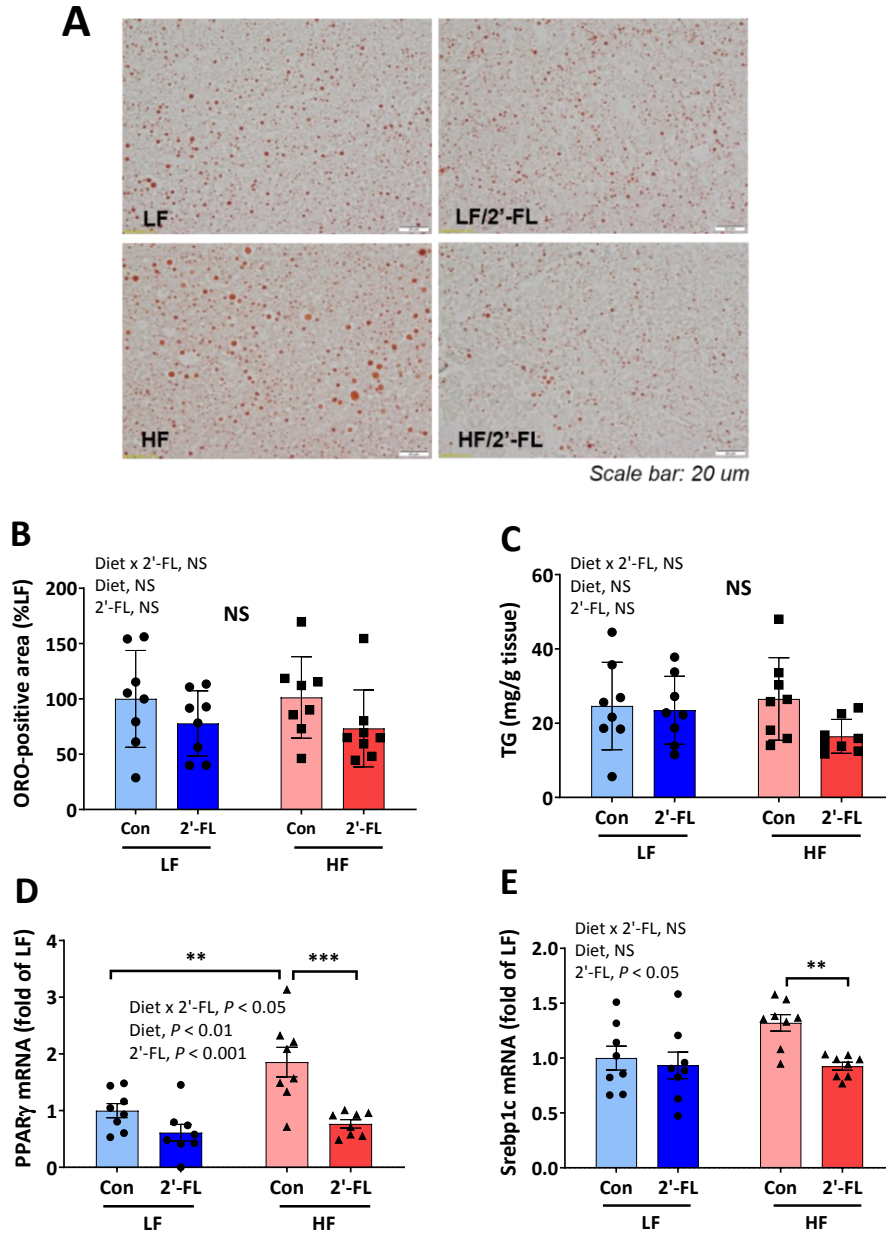 A
LF
LF/2'-FL
HF
HF/2'-FL
Scale bar: 20 um
B
Diet x 2'-FL, NS
Diet, NS
2'-FL, NS
NS
ORO-positive area (%LF)
200
150
100
50
0
Con
2'-FL
Con
2'-FL
LF
HF
C
Diet x 2'-FL, NS
Diet, NS
2'-FL, NS
NS
TG (mg/g tissue)
60
40
20
0
Con
2'-FL
Con
2'-FL
LF
HF
D
**
***
Diet x 2'-FL, P < 0.05
Diet, P < 0.01
2'-FL, P < 0.001
PPARγ mRNA (fold of LF)
4
3
2
1
0
Con
2'-FL
Con
2'-FL
LF
HF
E
Diet x 2'-FL, NS
Diet, NS
2'-FL, P < 0.05
**
Srebp1c mRNA (fold of LF)
2.0
1.5
1.0
0.5
0.0
Con
2'-FL
Con
2'-FL
LF
HF